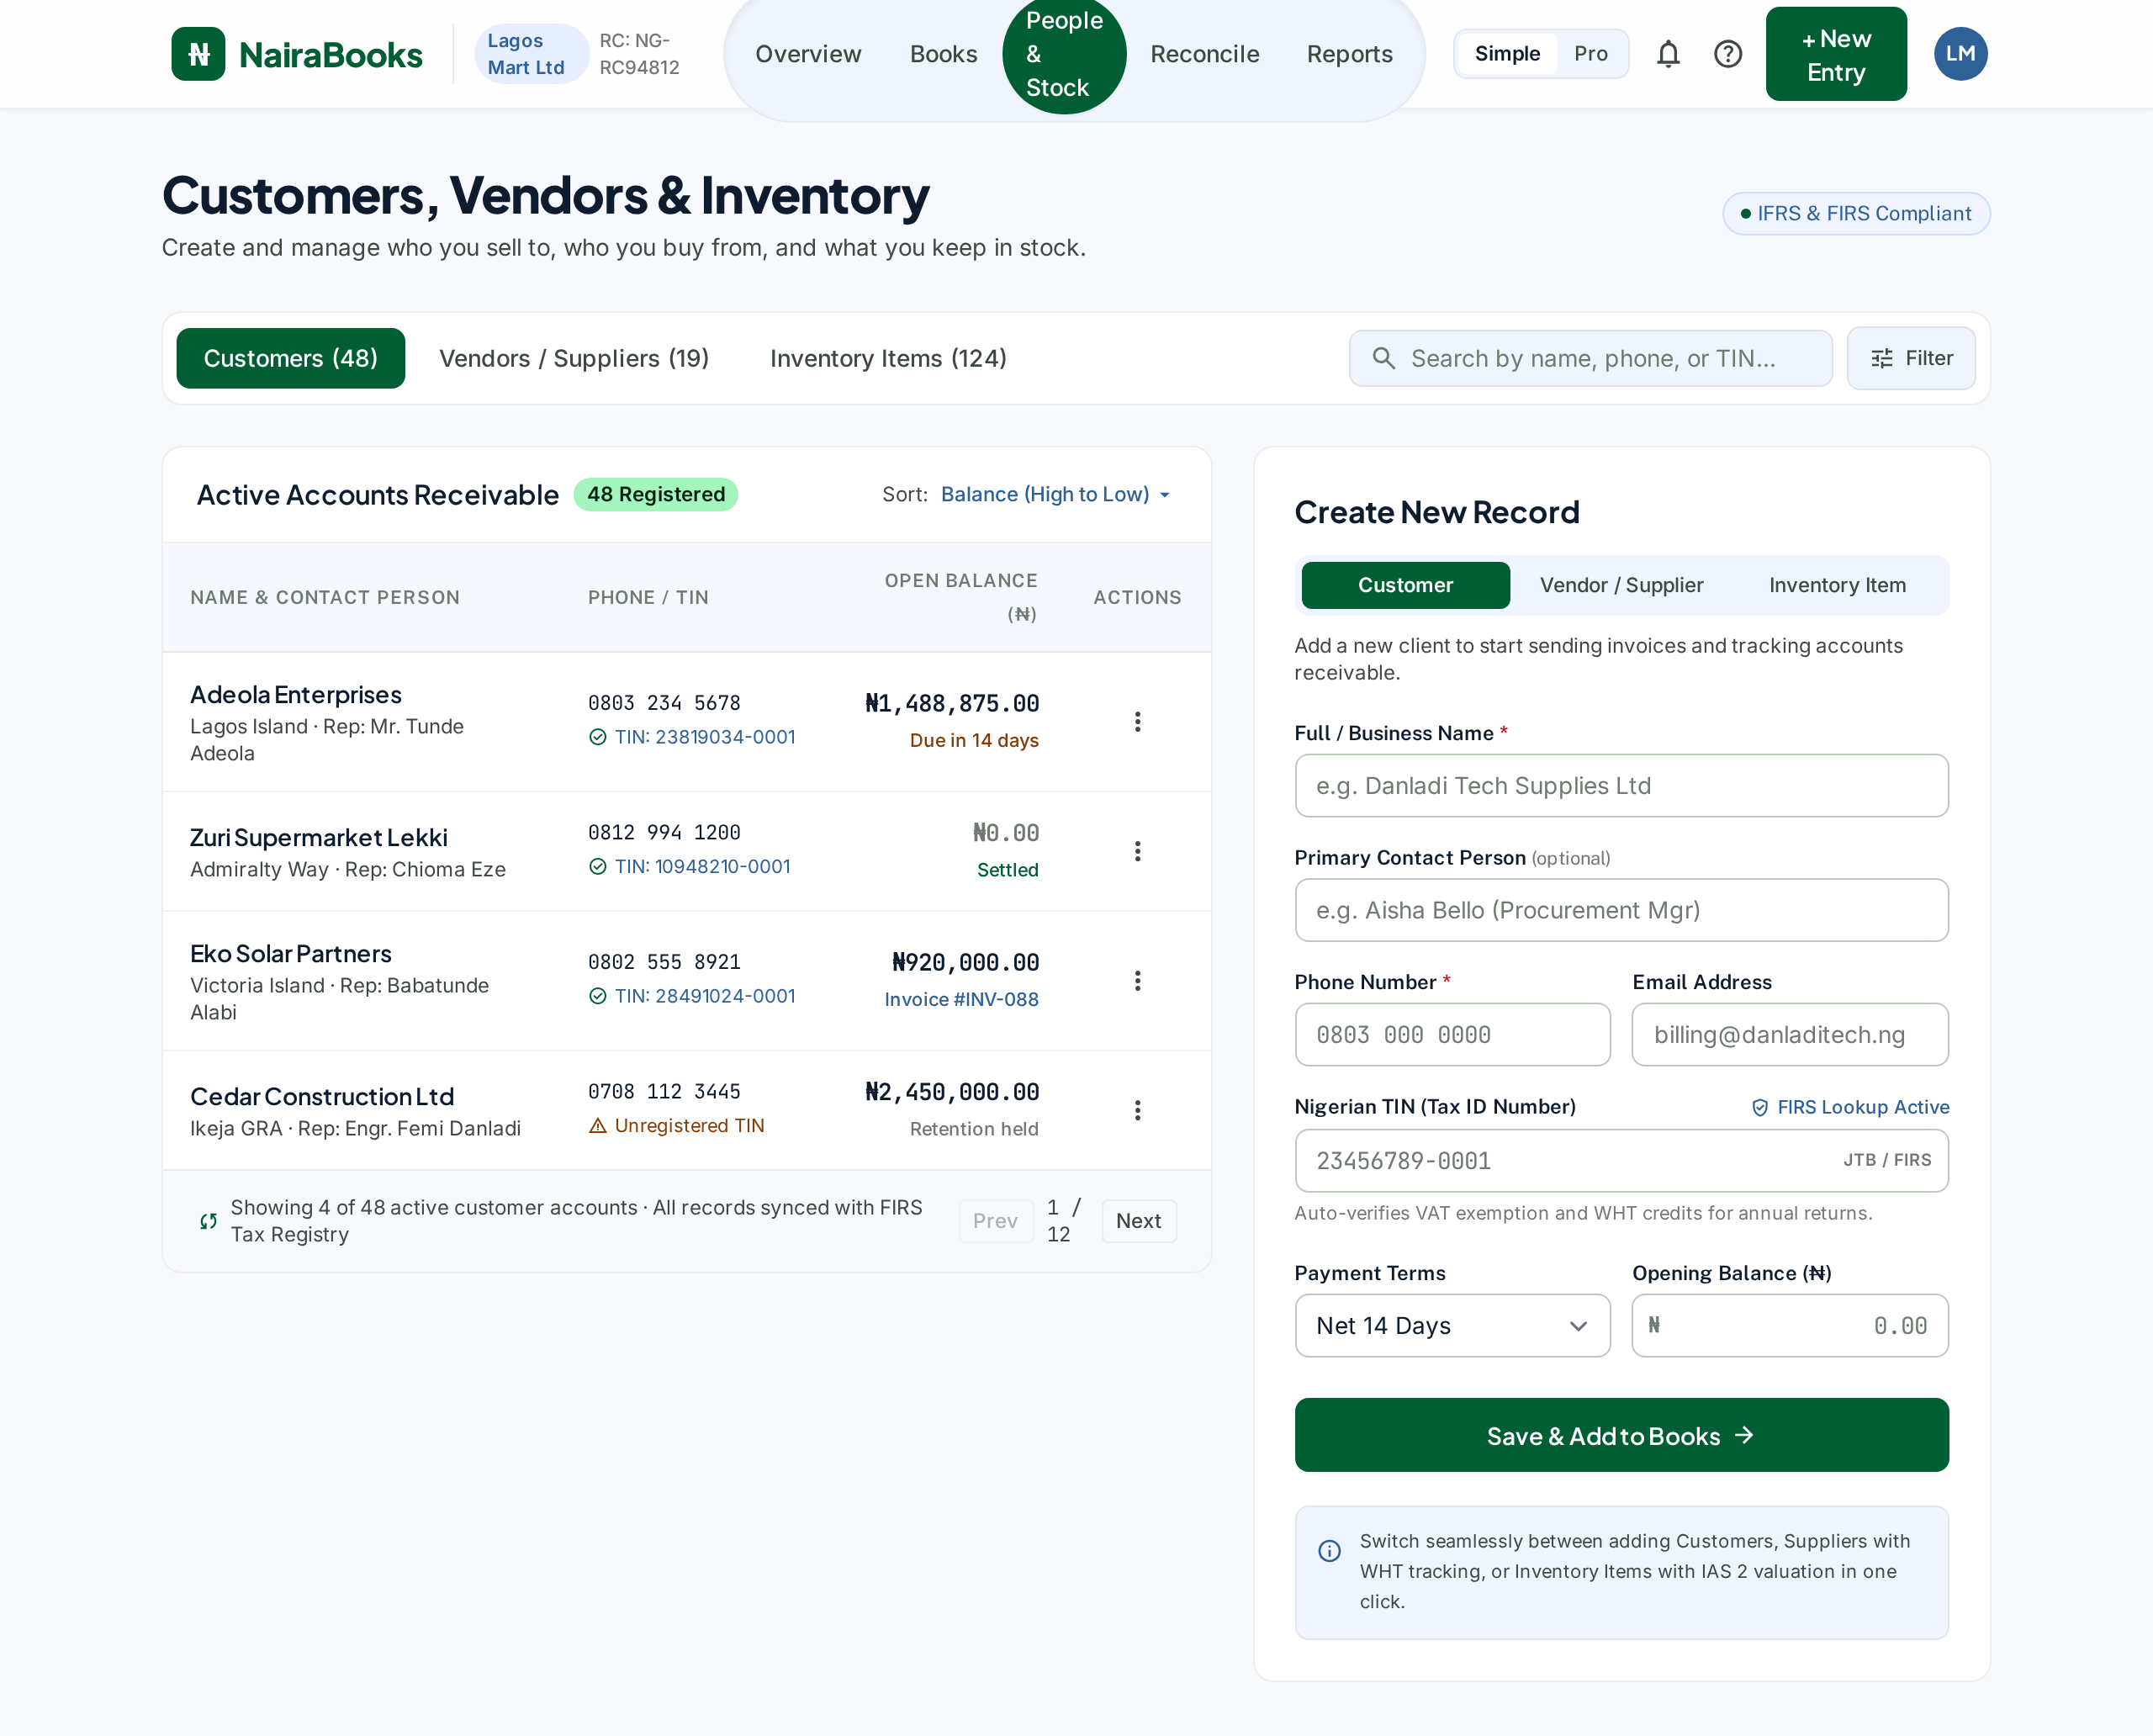 ₦ NairaBooks
Lagos
Mart Ltd
RC: NG-
RC94812
Overview
Books
People
&
Stock
Reconcile
Reports
Simple
Pro
+ New
Entry
LM
Customers, Vendors & Inventory
Create and manage who you sell to, who you buy from, and what you keep in stock.
IFRS & FIRS Compliant
Customers (48)
Vendors / Suppliers (19)
Inventory Items (124)
Search by name, phone, or TIN...
Filter
Active Accounts Receivable
48 Registered
Sort: Balance (High to Low)
NAME & CONTACT PERSON
PHONE / TIN
OPEN BALANCE
(₦)
ACTIONS
Adeola Enterprises
Lagos Island · Rep: Mr. Tunde
Adeola
0803 234 5678
TIN: 23819034-0001
₦1,488,875.00
Due in 14 days
Zuri Supermarket Lekki
Admiralty Way · Rep: Chioma Eze
0812 994 1200
TIN: 10948210-0001
₦0.00
Settled
Eko Solar Partners
Victoria Island · Rep: Babatunde
Alabi
0802 555 8921
TIN: 28491024-0001
₦920,000.00
Invoice #INV-088
Cedar Construction Ltd
Ikeja GRA · Rep: Engr. Femi Danladi
0708 112 3445
Unregistered TIN
₦2,450,000.00
Retention held
Showing 4 of 48 active customer accounts · All records synced with FIRS
Tax Registry
Prev
1 /
12
Next
Create New Record
Customer
Vendor / Supplier
Inventory Item
Add a new client to start sending invoices and tracking accounts
receivable.
Full / Business Name *
e.g. Danladi Tech Supplies Ltd
Primary Contact Person (optional)
e.g. Aisha Bello (Procurement Mgr)
Phone Number *
0803 000 0000
Email Address
billing@danladitech.ng
Nigerian TIN (Tax ID Number)
FIRS Lookup Active
23456789-0001
JTB / FIRS
Auto-verifies VAT exemption and WHT credits for annual returns.
Payment Terms
Net 14 Days
Opening Balance (₦)
₦ 0.00
Save & Add to Books →
Switch seamlessly between adding Customers, Suppliers with
WHT tracking, or Inventory Items with IAS 2 valuation in one
click.